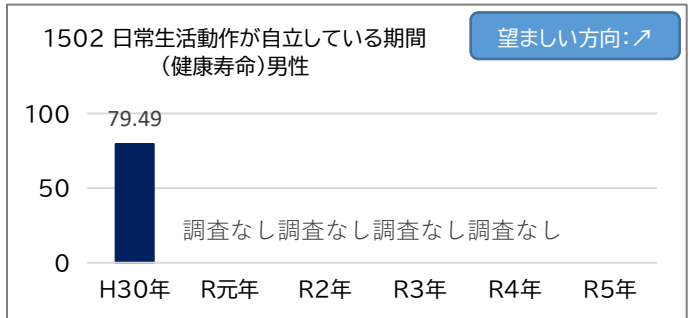 1502 日常生活動作が自立している期間
（健康寿命）男性
望ましい方向：↗
100
79.49
50
調査なし調査なし調査なし調査なし
0
H30年 R元年 R2年 R3年 R4年 R5年